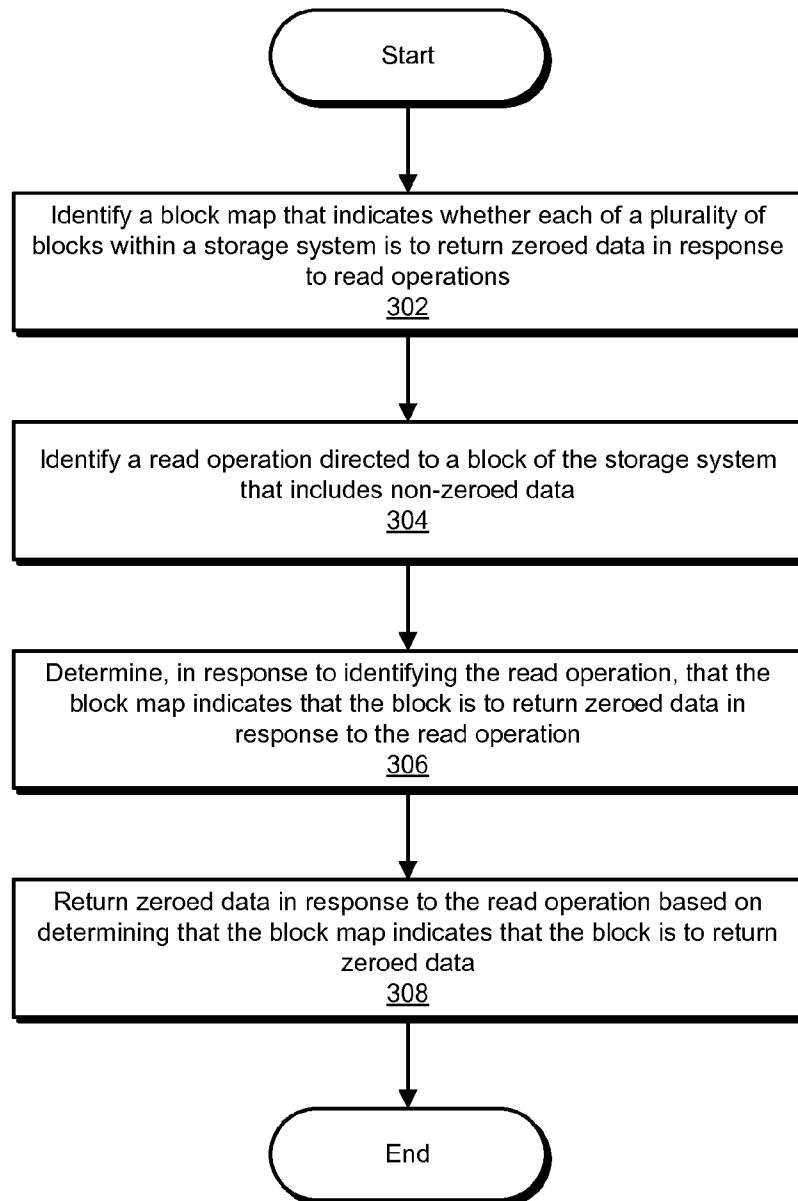 Start
Identify a block map that indicates whether each of a plurality of
blocks within a storage system is to return zeroed data in response
to read operations
302
Identify a read operation directed to a block of the storage system
that includes non-zeroed data
304
Determine, in response to identifying the read operation, that the
block map indicates that the block is to return zeroed data in
response to the read operation
306
Return zeroed data in response to the read operation based on
determining that the block map indicates that the block is to return
zeroed data
308
End